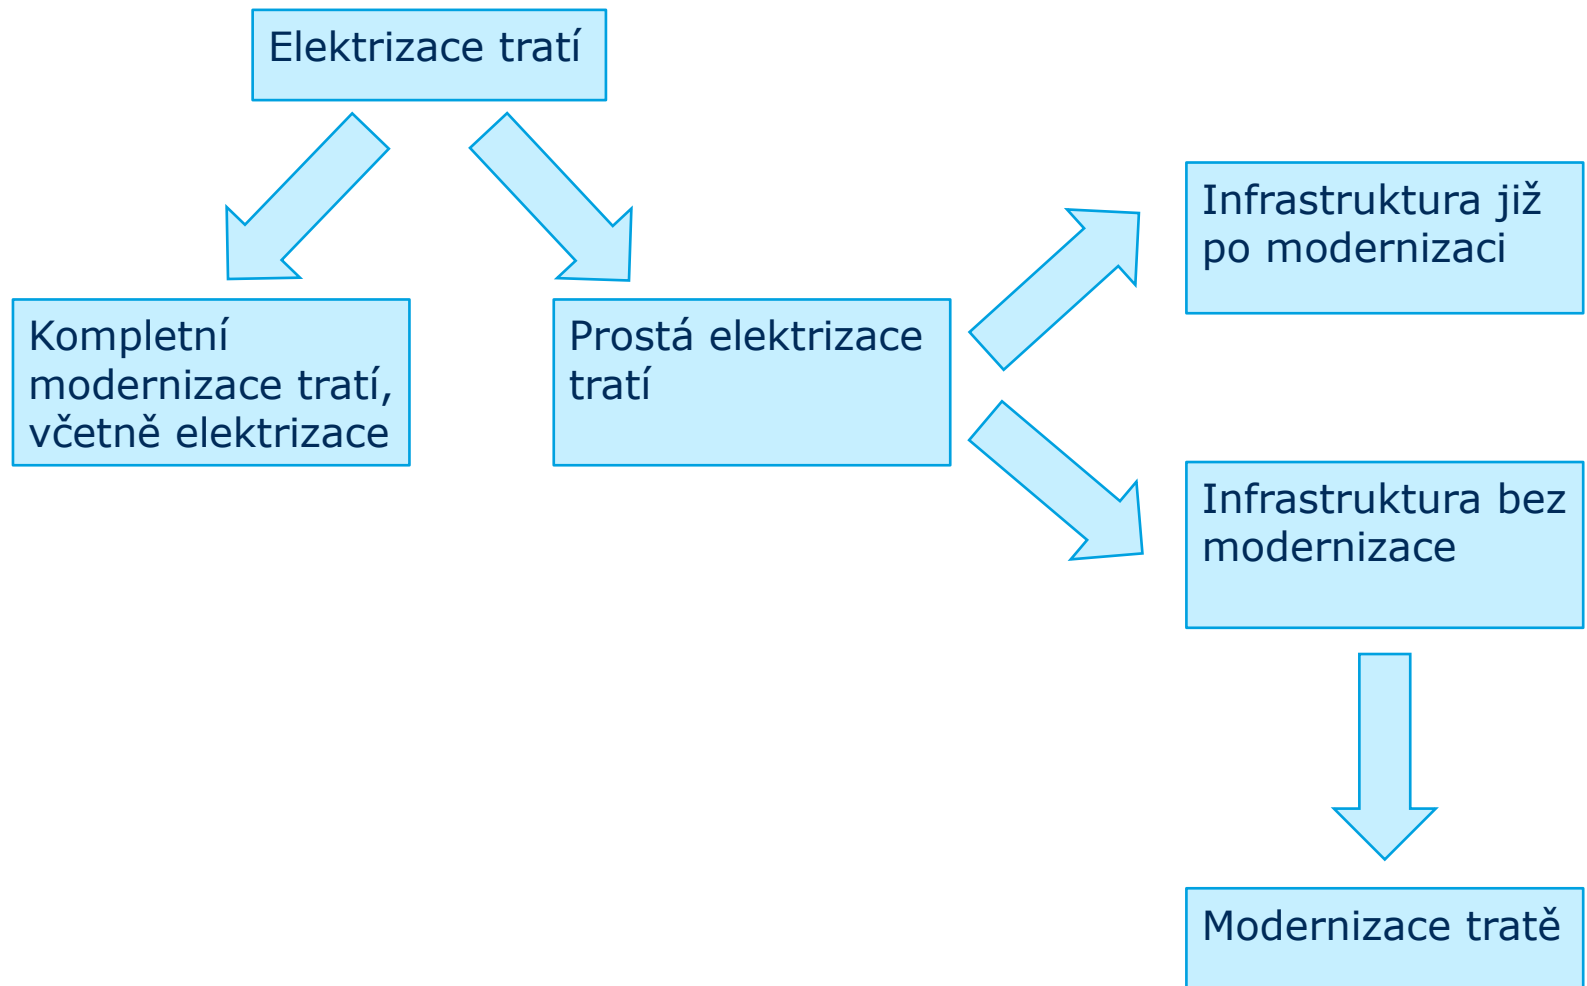 Elektrizace tratí
Kompletní
modernizace tratí,
včetně elektrizace
Prostá elektrizace
tratí
Infrastruktura již
po modernizaci
Infrastruktura bez
modernizace
Modernizace tratě